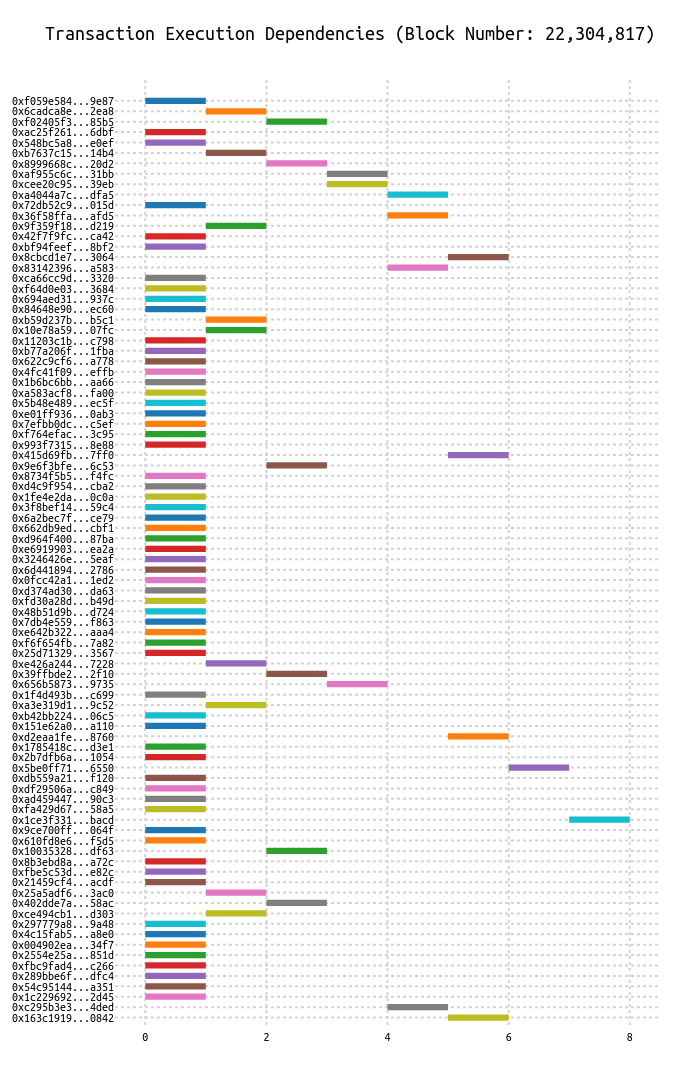 Transaction Execution Dependencies (Block Number: 22,304,817)
0xf059e584...9e87
0x6cadca8e...2ea8
0xf02405f3...85b5
0xac25f261...6dbf
0x548bc5a8...e0ef
0xb7637c15...14b4
0x8999668c...20d2
0xaf955c6c...31bb
0xcee20c95...39eb
0xa4044a7c...dfa5
0x72db52c9...015d
0x36f58ffa...afd5
0x9f359f18...d219
0x42f7f9fc...ca42
0xbf94feef...8bf2
0x8cbcd1e7...3064
0x83142396...a583
0xca66cc9d...3320
0xf64d0e03...3684
0x694aed31...937c
0x84648e90...ec60
0xb59d237b...b5c1
0x10e78a59...07fc
0x11203c1b...c798
0xb77a206f...1fba
0x622c9cf6...a778
0x4fc41f09...effb
0x1b6bc6bb...aa66
0xa583acf8...fa00
0x5b48e489...ec5f
0xe01ff936...0ab3
0x7efbb0dc...c5ef
0xf764efac...3c95
0x993f7315...8e88
0x415d69fb...7ff0
0x9e6f3bfe...6c53
0x8734f5b5...f4fc
0xd4c9f954...cba2
0x1fe4e2da...0c0a
0x3f8bef14...59c4
0x6a2bec7f...ce79
0x662db9ed...cbf1
0xd964f400...87ba
0xe6919903...ea2a
0x3246426e...5eaf
0x6d441894...2786
0x0fcc42a1...1ed2
0xd374ad30...da63
0xfd30a28d...b49d
0x48b51d9b...d724
0x7db4e559...f863
0xe642b322...aaa4
0xf6f654fb...7a82
0x25d71329...3567
0xe426a244...7228
0x39ffbde2...2f10
0x656b5873...9735
0x1f4d493b...c699
0xa3e319d1...9c52
0xb42bb224...06c5
0x151e62a0...a110
0xd2eaa1fe...8760
0x1785418c...d3e1
0x2b7dfb6a...1054
0x5be0ff71...6550
0xdb559a21...f120
0xdf29506a...c849
0xad459447...90c3
0xfa429d67...58a5
0x1ce3f331...bacd
0x9ce700ff...064f
0x610fd8e6...f5d5
0x10035328...df63
0x8b3ebd8a...a72c
0xfbe5c53d...e82c
0x21459cf4...acdf
0x25a5adf6...3ac0
0x402dde7a...58ac
0xce494cb1...d303
0x297779a8...9a48
0x4c15fab5...a8e0
0x004902ea...34f7
0x2554e25a...851d
0xfbc9fad4...c266
0x289bbe6f...dfc4
0x54c95144...a351
0x1c229692...2d45
0xc295b3e3...4ded
0x163c1919...0842
0 2 4 6 8